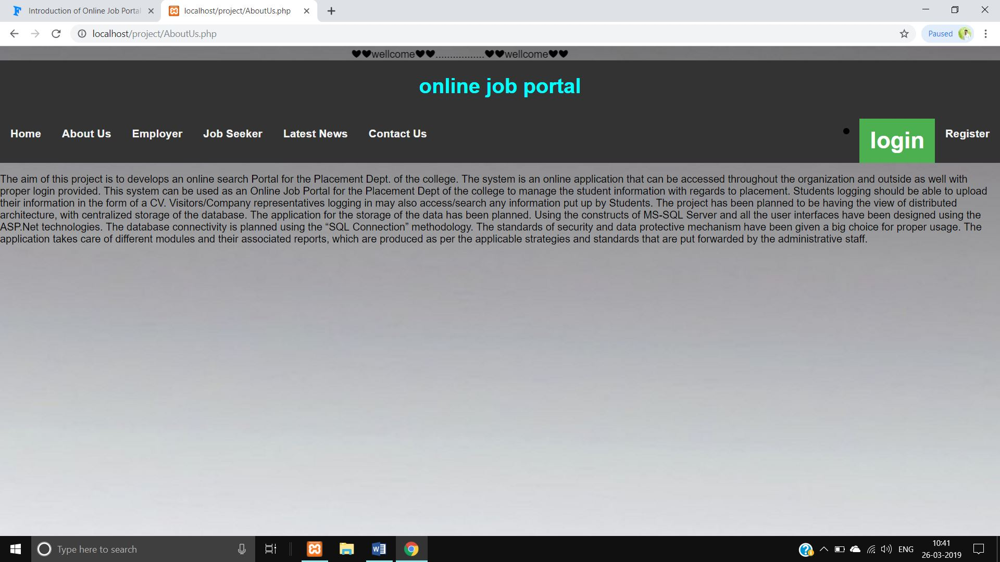 Introduction of Online Job Portal
localhost/project/AboutUs.php
localhost/project/AboutUs.php
Paused
♥♥wellcome♥♥.................♥♥wellcome♥♥
online job portal
Home About Us Employer Job Seeker Latest News Contact Us login Register
The aim of this project is to develops an online search Portal for the Placement Dept. of the college. The system is an online application that can be accessed throughout the organization and outside as well with
proper login provided. This system can be used as an Online Job Portal for the Placement Dept of the college to manage the student information with regards to placement. Students logging should be able to upload
their information in the form of a CV. Visitors/Company representatives logging in may also access/search any information put up by Students. The project has been planned to be having the view of distributed
architecture, with centralized storage of the database. The application for the storage of the data has been planned. Using the constructs of MS-SQL Server and all the user interfaces have been designed using the
ASP.Net technologies. The database connectivity is planned using the “SQL Connection” methodology. The standards of security and data protective mechanism have been given a big choice for proper usage. The
application takes care of different modules and their associated reports, which are produced as per the applicable strategies and standards that are put forwarded by the administrative staff.
Type here to search
ENG
10:41
26-03-2019